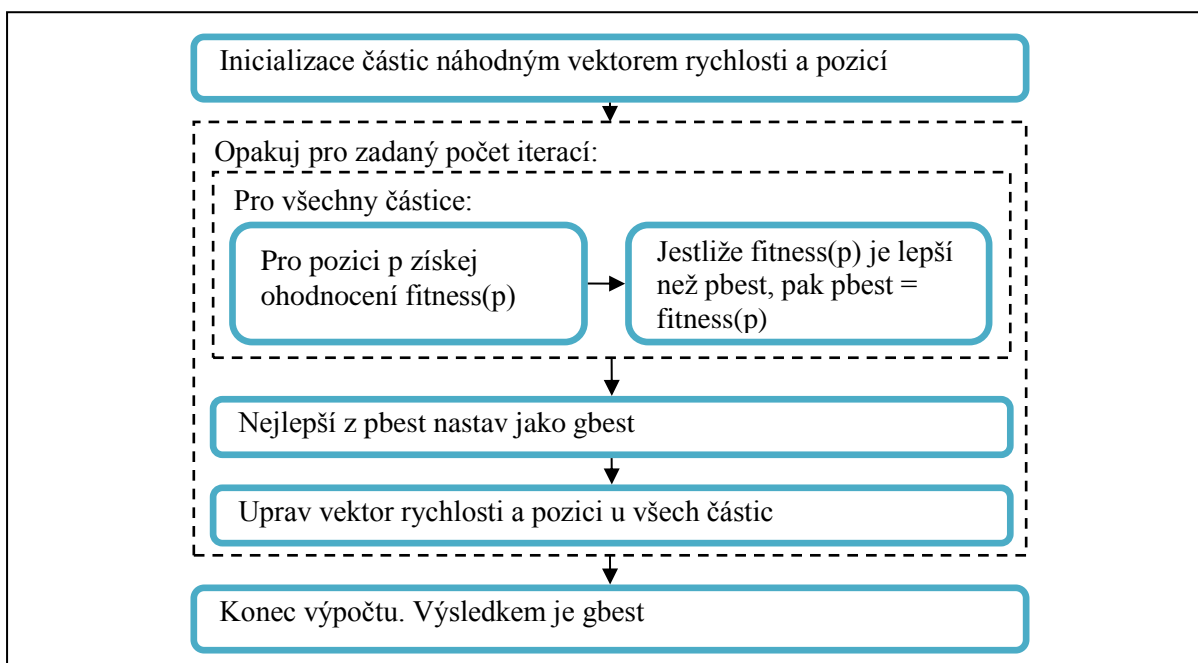 Inicializace částic náhodným vektorem rychlosti a pozicí
Opakuj pro zadaný počet iterací:
Pro všechny částice:
Pro pozici p získej
ohodnocení fitness(p)
Jestliže fitness(p) je lepší
než pbest, pak pbest =
fitness(p)
Nejlepší z pbest nastav jako gbest
Uprav vektor rychlosti a pozici u všech částic
Konec výpočtu. Výsledkem je gbest